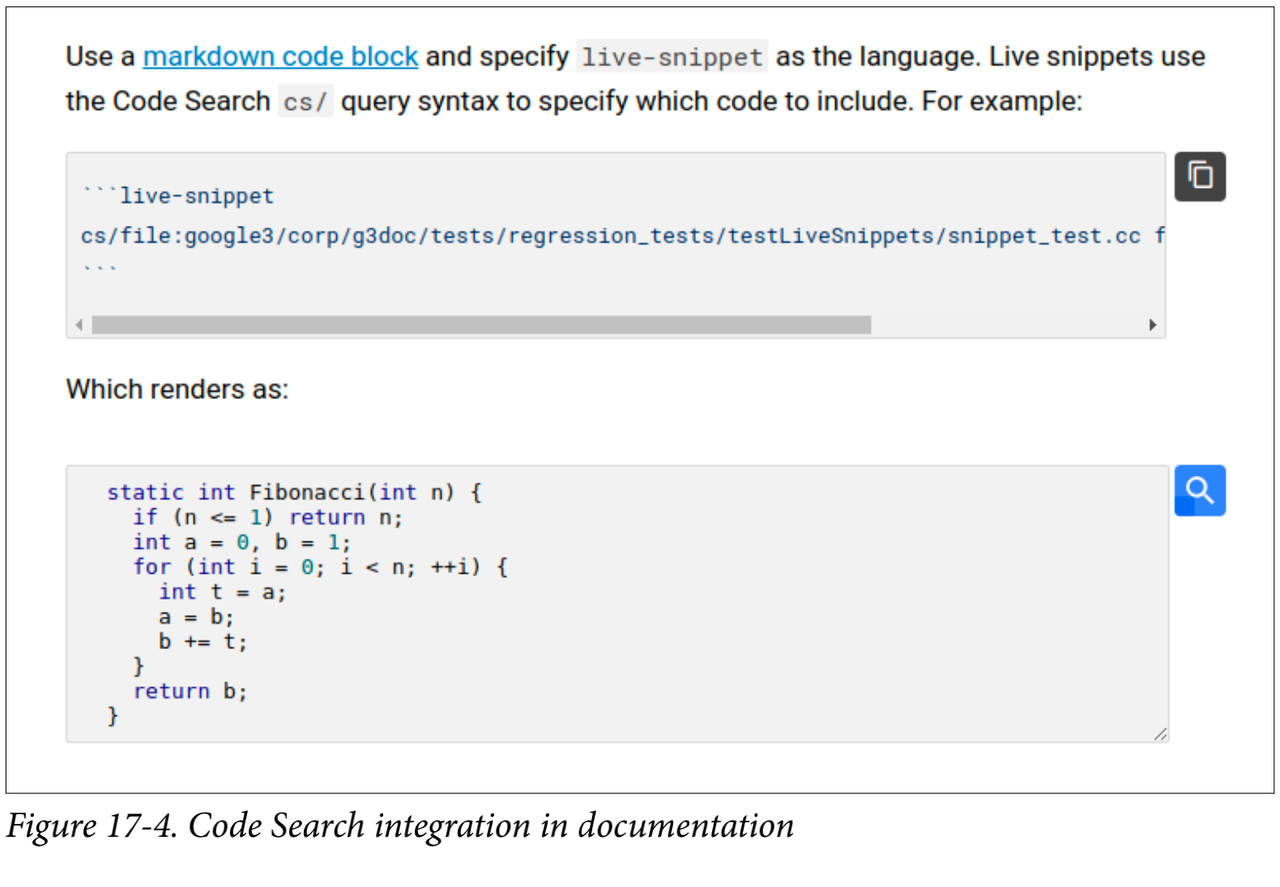 Use a markdown code block and specify live-snippet as the language. Live snippets use
the Code Search cs/ query syntax to specify which code to include. For example:
```live-snippet
cs/file:google3/corp/g3doc/tests/regression_tests/testLiveSnippets/snippet_test.cc f
```
Which renders as:
static int Fibonacci(int n) {
  if (n <= 1) return n;
  int a = 0, b = 1;
  for (int i = 0; i < n; ++i) {
    int t = a;
    a = b;
    b += t;
  }
  return b;
}
Figure 17-4. Code Search integration in documentation